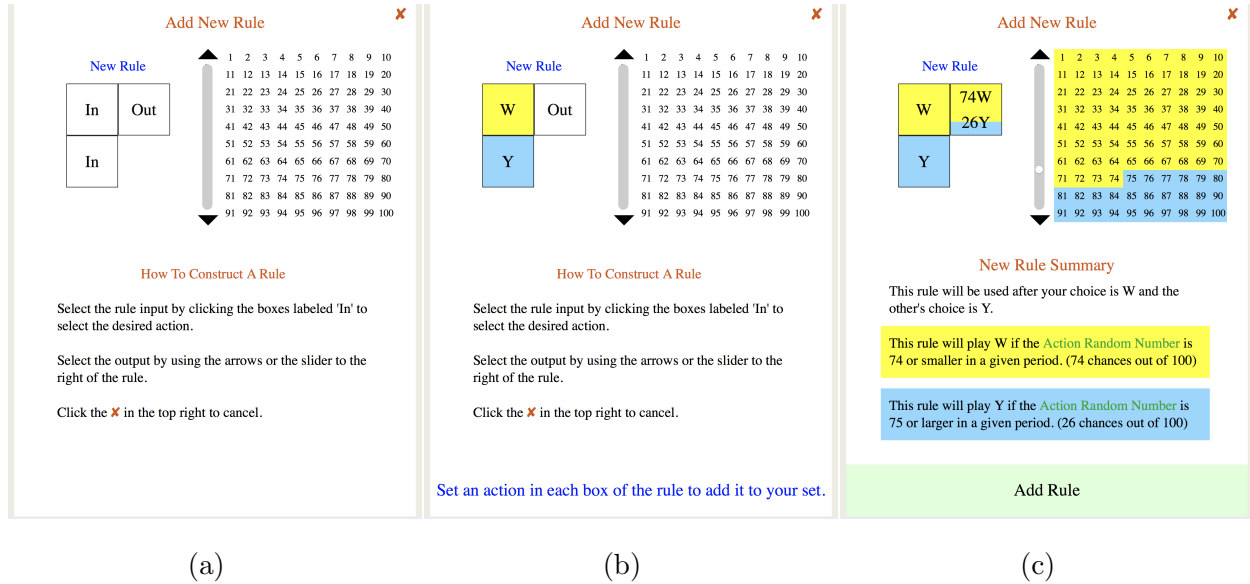 Add New Rule
✘
New Rule
In
Out
In
1 2 3 4 5 6 7 8 9 10
11 12 13 14 15 16 17 18 19 20
21 22 23 24 25 26 27 28 29 30
31 32 33 34 35 36 37 38 39 40
41 42 43 44 45 46 47 48 49 50
51 52 53 54 55 56 57 58 59 60
61 62 63 64 65 66 67 68 69 70
71 72 73 74 75 76 77 78 79 80
81 82 83 84 85 86 87 88 89 90
91 92 93 94 95 96 97 98 99 100
How To Construct A Rule
Select the rule input by clicking the boxes labeled 'In' to
select the desired action.
Select the output by using the arrows or the slider to the
right of the rule.
Click the ✘ in the top right to cancel.
(a)
Add New Rule
✘
New Rule
W
Out
Y
1 2 3 4 5 6 7 8 9 10
11 12 13 14 15 16 17 18 19 20
21 22 23 24 25 26 27 28 29 30
31 32 33 34 35 36 37 38 39 40
41 42 43 44 45 46 47 48 49 50
51 52 53 54 55 56 57 58 59 60
61 62 63 64 65 66 67 68 69 70
71 72 73 74 75 76 77 78 79 80
81 82 83 84 85 86 87 88 89 90
91 92 93 94 95 96 97 98 99 100
How To Construct A Rule
Select the rule input by clicking the boxes labeled 'In' to
select the desired action.
Select the output by using the arrows or the slider to the
right of the rule.
Click the ✘ in the top right to cancel.
Set an action in each box of the rule to add it to your set.
(b)
Add New Rule
✘
New Rule
W
74W
26Y
Y
1 2 3 4 5 6 7 8 9 10
11 12 13 14 15 16 17 18 19 20
21 22 23 24 25 26 27 28 29 30
31 32 33 34 35 36 37 38 39 40
41 42 43 44 45 46 47 48 49 50
51 52 53 54 55 56 57 58 59 60
61 62 63 64 65 66 67 68 69 70
71 72 73 74 75 76 77 78 79 80
81 82 83 84 85 86 87 88 89 90
91 92 93 94 95 96 97 98 99 100
New Rule Summary
This rule will be used after your choice is W and the
other's choice is Y.
This rule will play W if the Action Random Number is
74 or smaller in a given period. (74 chances out of 100)
This rule will play Y if the Action Random Number is
75 or larger in a given period. (26 chances out of 100)
Add Rule
(c)